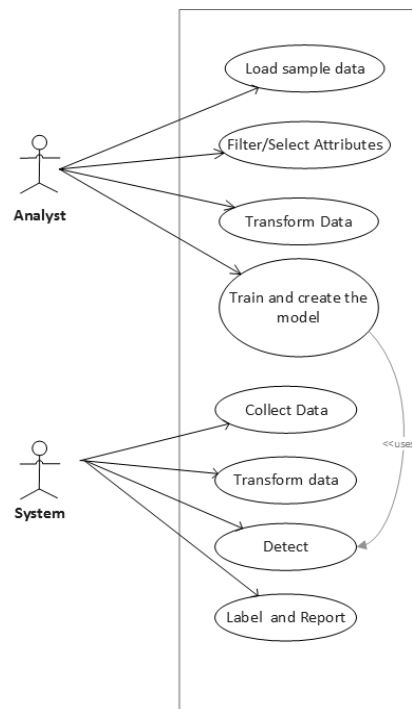 Load sample data
Filter/Select Attributes
Analyst
Transform Data
Train and create the
model
Collect Data
<<uses
System
Transform data
Detect
Label and Report